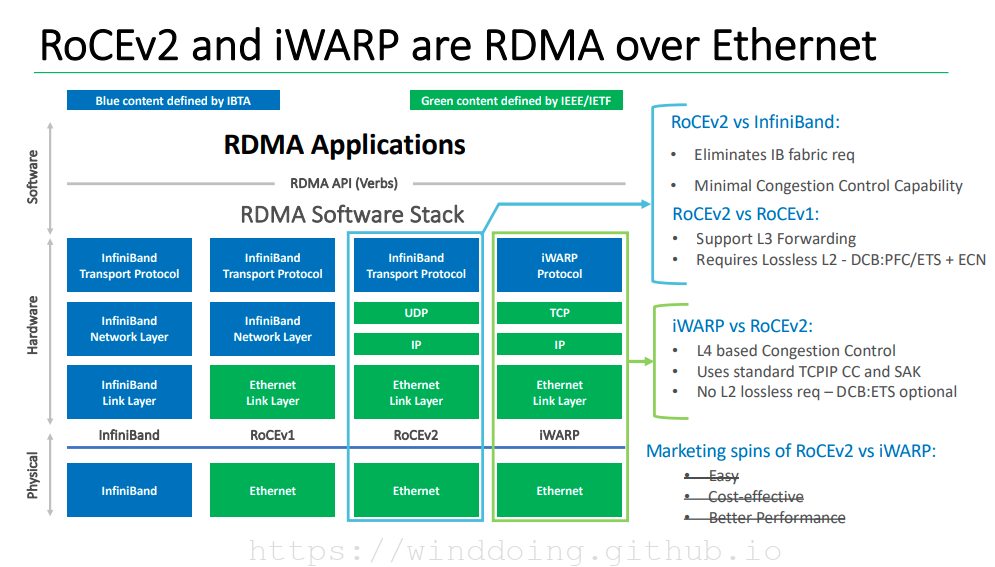 RoCEv2 and iWARP are RDMA over Ethernet
Blue content defined by IBTA
Green content defined by IEEE/IETF
Software
RDMA Applications
RDMA API (Verbs)
RDMA Software Stack
Hardware
InfiniBand
Transport Protocol
InfiniBand
Transport Protocol
InfiniBand
Transport Protocol
iWARP
Protocol
InfiniBand
Network Layer
InfiniBand
Network Layer
UDP
TCP
IP
IP
InfiniBand
Link Layer
Ethernet
Link Layer
Ethernet
Link Layer
Ethernet
Link Layer
InfiniBand
RoCEv1
RoCEv2
iWARP
Physical
InfiniBand
Ethernet
Ethernet
Ethernet
RoCEv2 vs InfiniBand:
• Eliminates IB fabric req
• Minimal Congestion Control Capability
RoCEv2 vs RoCEv1:
• Support L3 Forwarding
• Requires Lossless L2 - DCB:PFC/ETS + ECN
iWARP vs RoCEv2:
• L4 based Congestion Control
• Uses standard TCPIP CC and SAK
• No L2 lossless req – DCB:ETS optional
Marketing spins of RoCEv2 vs iWARP:
• Easy
• Cost-effective
• Better Performance
https://winddoing.github.io